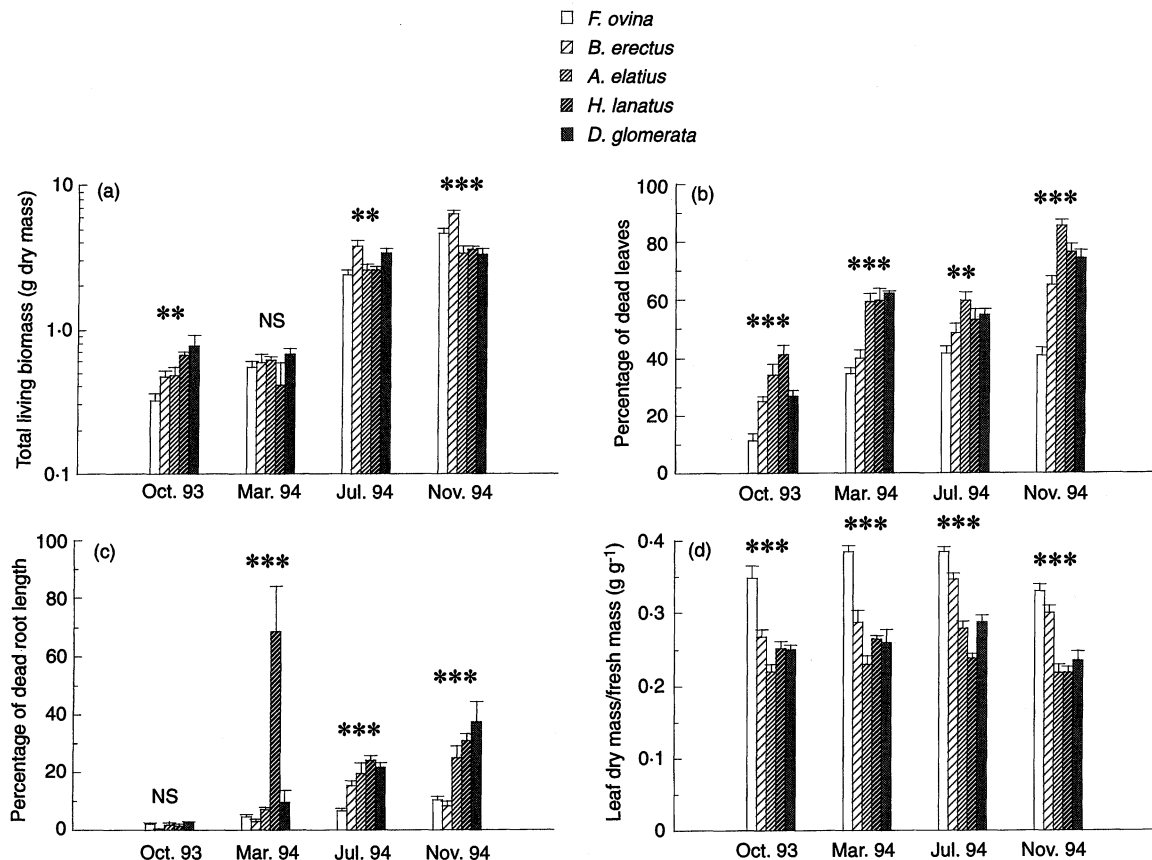 F. ovina
B. erectus
A. elatius
H. lanatus
D. glomerata
(a)
Total living biomass (g dry mass)
10
1·0
0·1
**
NS
**
***
Oct. 93 Mar. 94 Jul. 94 Nov. 94
(b)
Percentage of dead leaves
100
80
60
40
20
0
***
***
**
***
Oct. 93 Mar. 94 Jul. 94 Nov. 94
(c)
Percentage of dead root length
100
80
60
40
20
0
NS
***
***
***
Oct. 93 Mar. 94 Jul. 94 Nov. 94
(d)
Leaf dry mass/fresh mass (g g⁻¹)
0·4
0·3
0·2
0·1
0
***
***
***
***
Oct. 93 Mar. 94 Jul. 94 Nov. 94